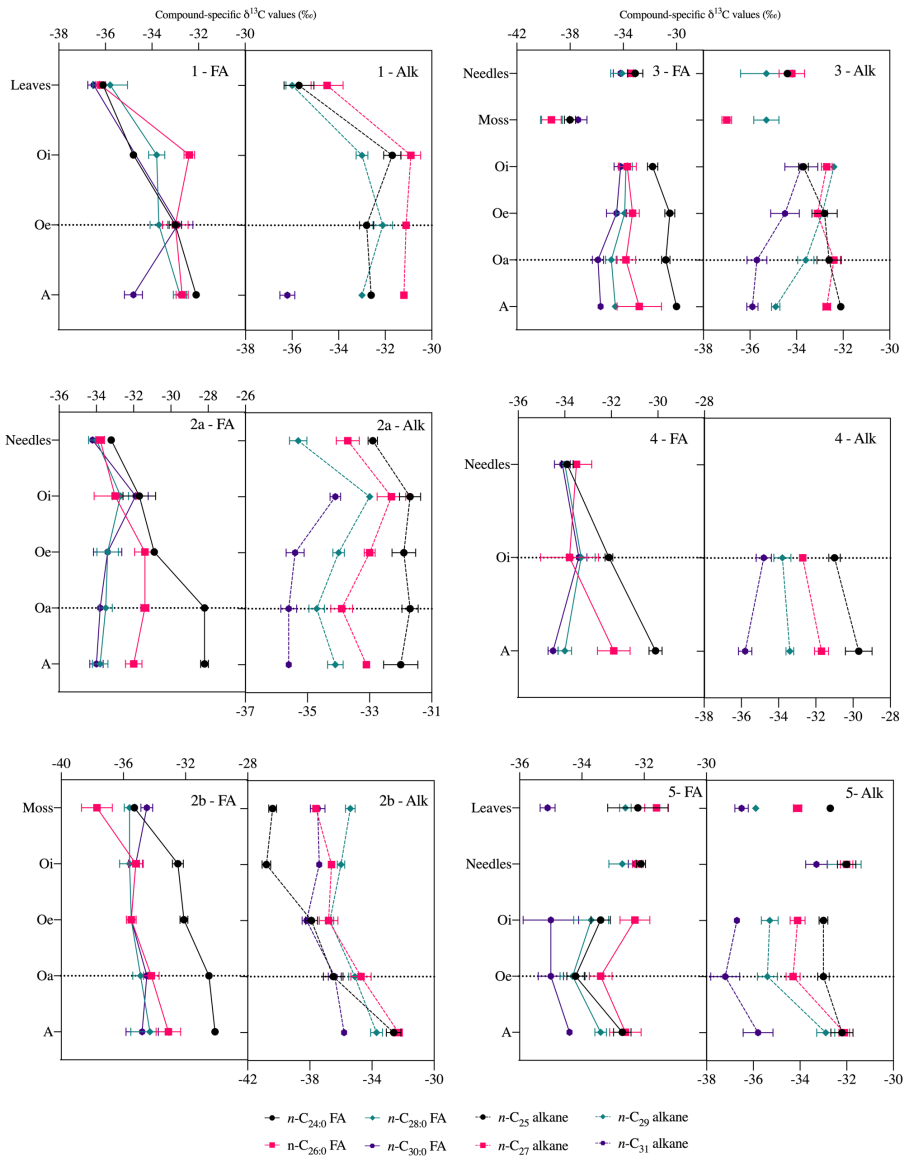 Compound-specific δ¹³C values (‰)
-38 -36 -34 -32 -30
1 - FA
1 - Alk
Leaves
Oi
Oe
A
-38 -36 -34 -32 -30
Compound-specific δ¹³C values (‰)
-42 -38 -34 -30
3 - FA
3 - Alk
Needles
Moss
Oi
Oe
Oa
A
-38 -36 -34 -32 -30
-36 -34 -32 -30 -28 -26
2a - FA
2a - Alk
Needles
Oi
Oe
Oa
A
-37 -35 -33 -31
-36 -34 -32 -30 -28
4 - FA
4 - Alk
Needles
Oi
A
-38 -36 -34 -32 -30 -28
-40 -35 -30 -25
2b - FA
2b - Alk
Moss
Oi
Oe
Oa
A
-42 -38 -34 -30
-36 -34 -32 -30
5- FA
5- Alk
Leaves
Needles
Oi
Oe
A
-38 -36 -34 -32 -30
n-C₂₄:₀ FA n-C₂₈:₀ FA n-C₂₅ alkane n-C₂₉ alkane
n-C₂₆:₀ FA n-C₃₀:₀ FA n-C₂₇ alkane n-C₃₁ alkane